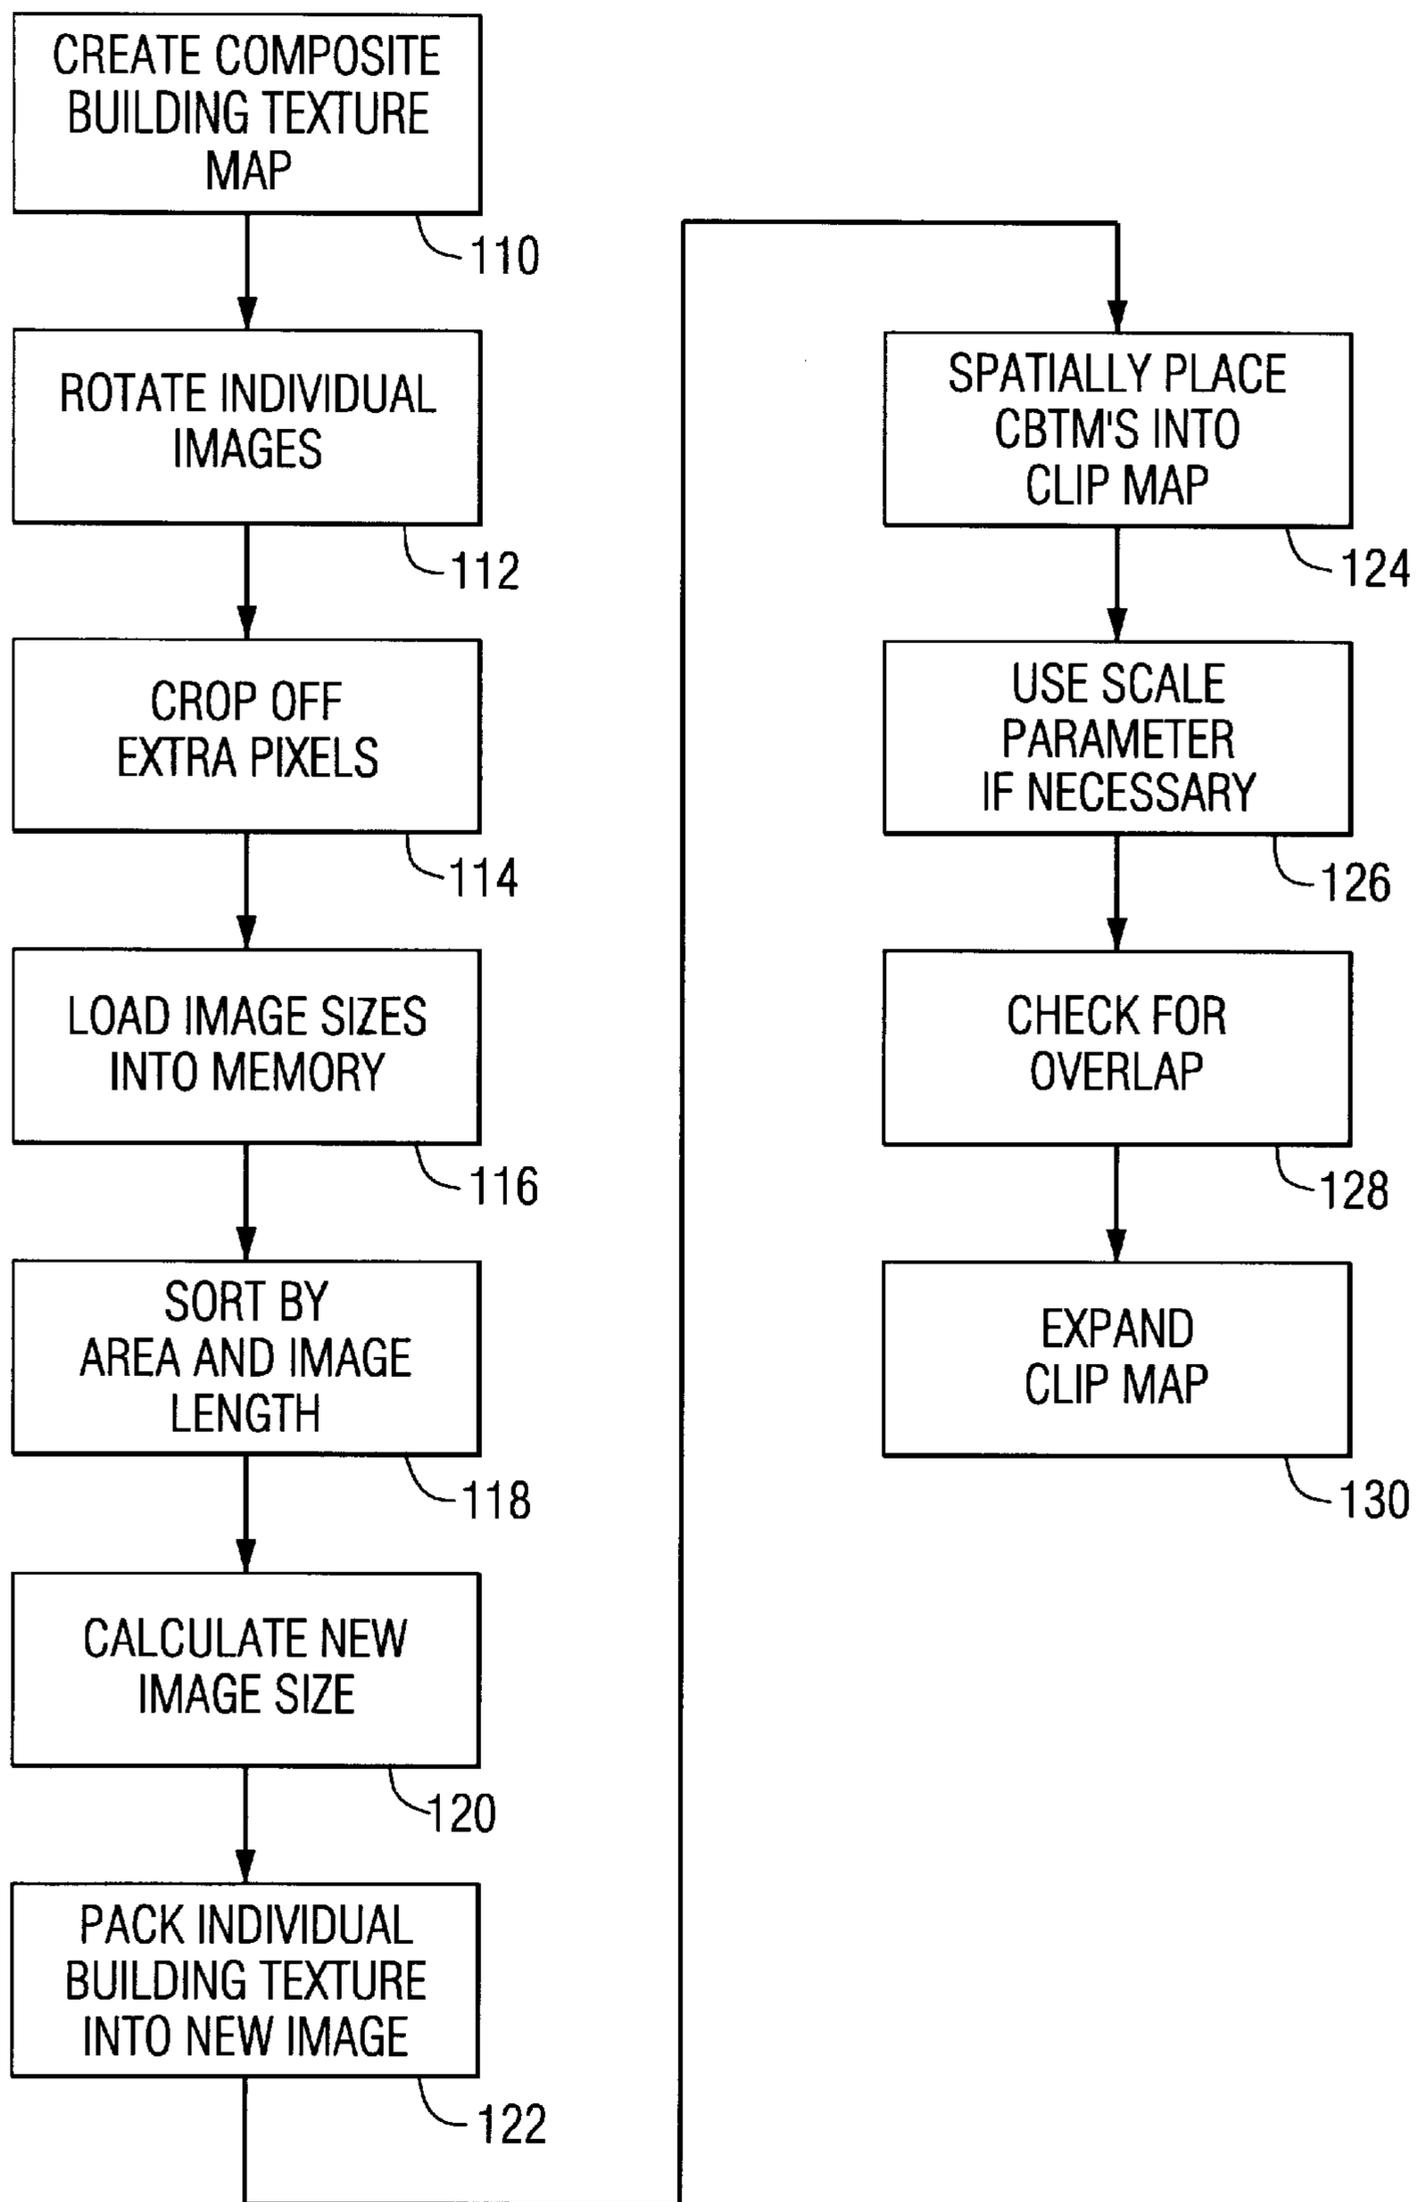 CREATE COMPOSITE
BUILDING TEXTURE
MAP
110
ROTATE INDIVIDUAL
IMAGES
112
CROP OFF
EXTRA PIXELS
114
LOAD IMAGE SIZES
INTO MEMORY
116
SORT BY
AREA AND IMAGE
LENGTH
118
CALCULATE NEW
IMAGE SIZE
120
PACK INDIVIDUAL
BUILDING TEXTURE
INTO NEW IMAGE
122
SPATIALLY PLACE
CBTM'S INTO
CLIP MAP
124
USE SCALE
PARAMETER
IF NECESSARY
126
CHECK FOR
OVERLAP
128
EXPAND
CLIP MAP
130